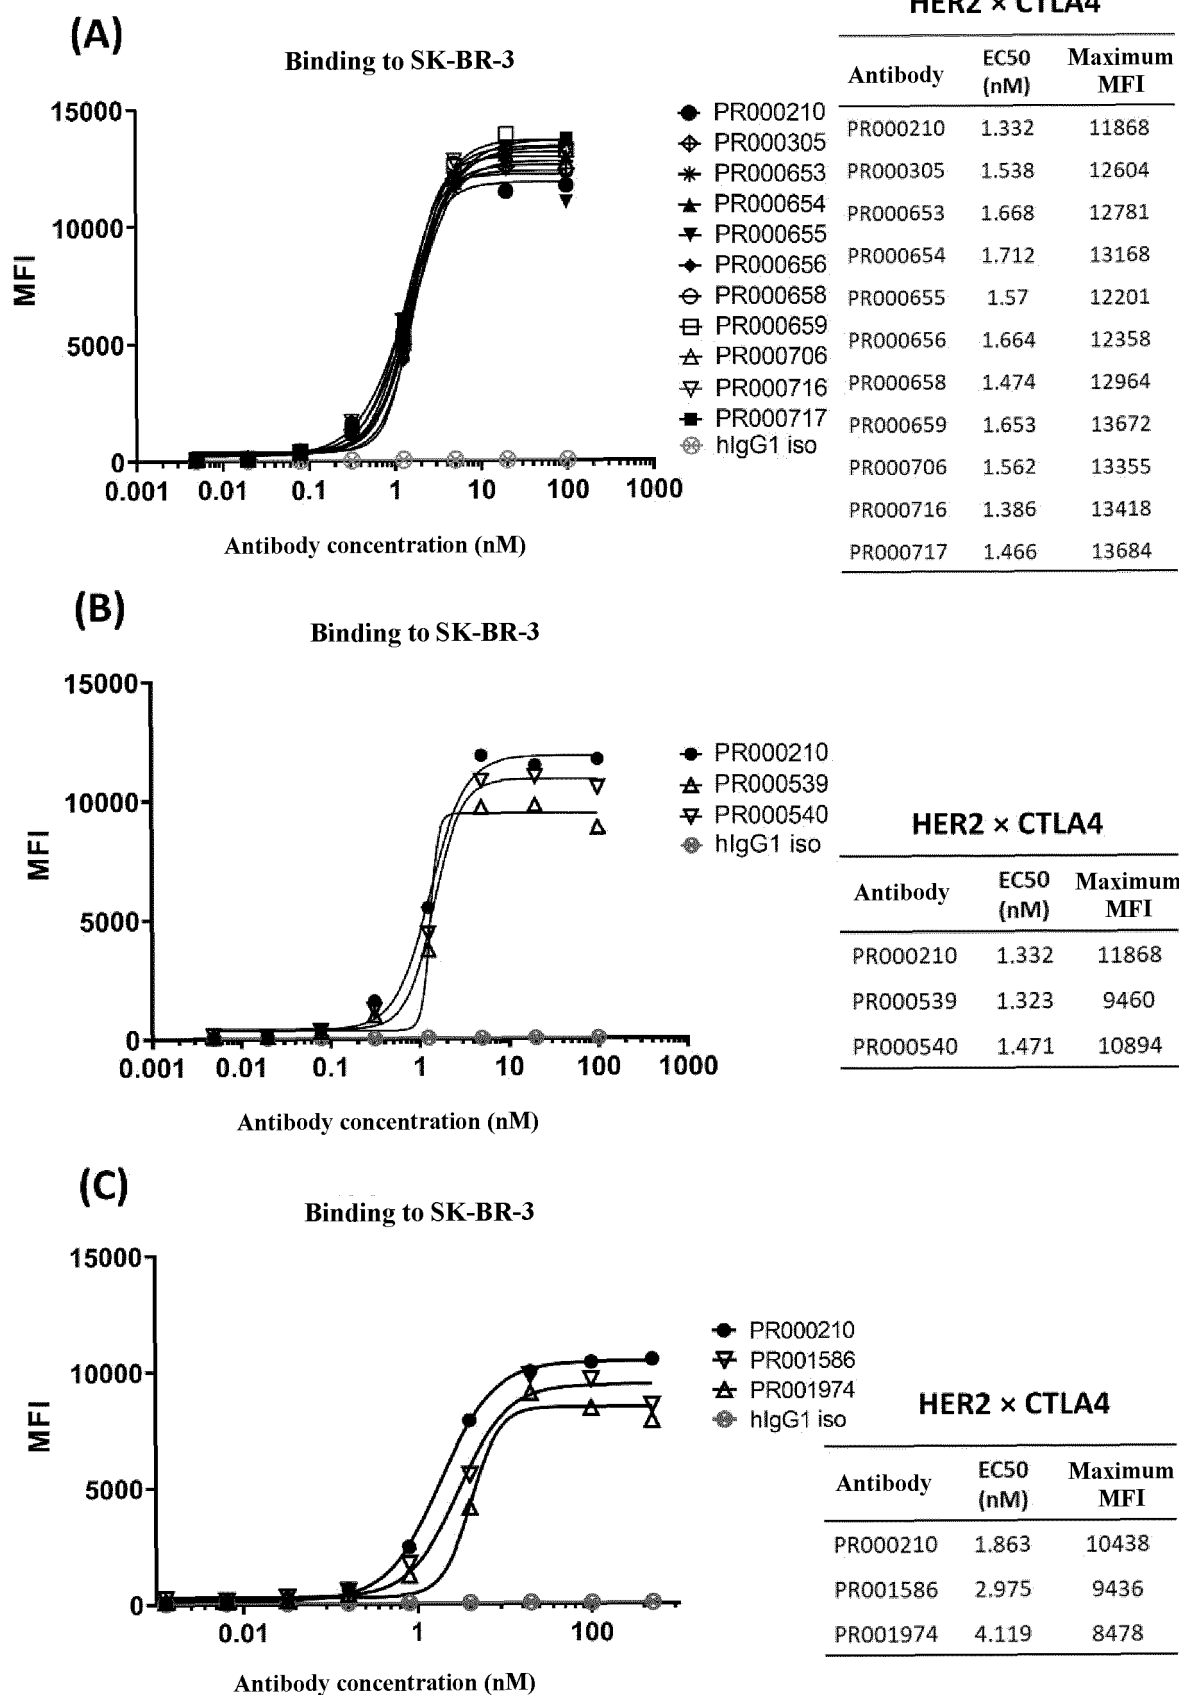 HER2 × CTLA4
(A)
Binding to SK-BR-3
15000
10000
5000
0
MFI
0.001 0.01 0.1 1 10 100 1000
Antibody concentration (nM)
PR000210
PR000305
PR000653
PR000654
PR000655
PR000656
PR000658
PR000659
PR000706
PR000716
PR000717
hIgG1 iso
Antibody EC50 (nM) Maximum MFI
PR000210 1.332 11868
PR000305 1.538 12604
PR000653 1.668 12781
PR000654 1.712 13168
PR000655 1.57 12201
PR000656 1.664 12358
PR000658 1.474 12964
PR000659 1.653 13672
PR000706 1.562 13355
PR000716 1.386 13418
PR000717 1.466 13684
(B)
Binding to SK-BR-3
15000
10000
5000
0
MFI
0.001 0.01 0.1 1 10 100 1000
Antibody concentration (nM)
PR000210
PR000539
PR000540
hIgG1 iso
HER2 × CTLA4
Antibody EC50 (nM) Maximum MFI
PR000210 1.332 11868
PR000539 1.323 9460
PR000540 1.471 10894
(C)
Binding to SK-BR-3
15000
10000
5000
0
MFI
0.01 1 100
Antibody concentration (nM)
PR000210
PR001586
PR001974
hIgG1 iso
HER2 × CTLA4
Antibody EC50 (nM) Maximum MFI
PR000210 1.863 10438
PR001586 2.975 9436
PR001974 4.119 8478